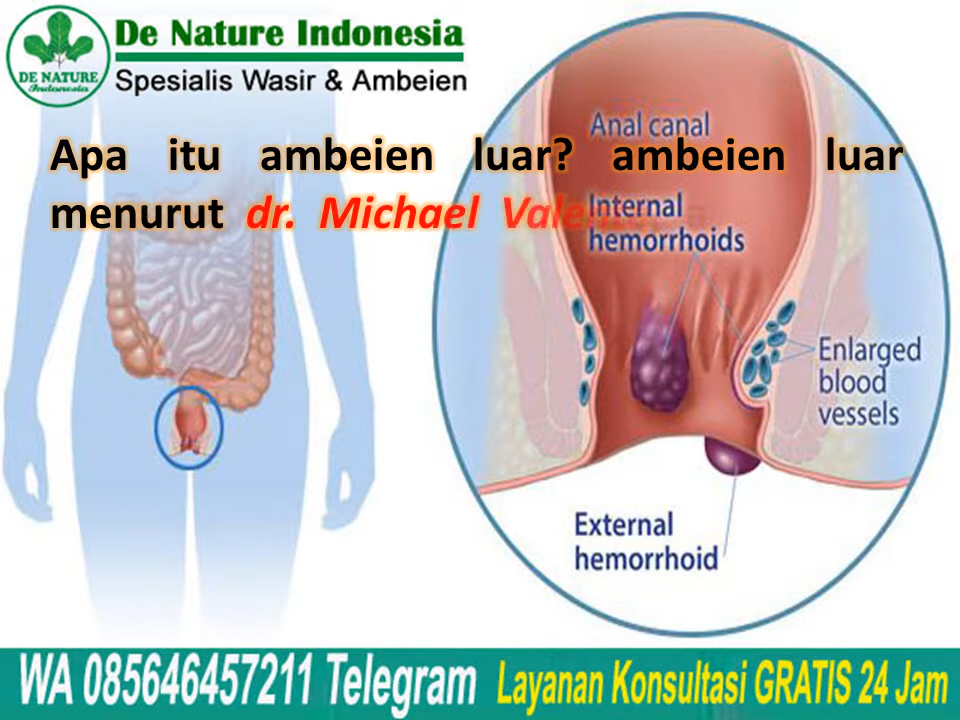 DE NATURE
Indonesia
De Nature Indonesia
Spesialis Wasir & Ambeien
Apa itu ambeien luar? ambeien luar
menurut dr. Michael
Anal canal
Internal
hemorrhoids
Enlarged
blood
vessels
External
hemorrhoid
WA 085646457211 Telegram
Layanan Konsultasi GRATIS 24 Jam